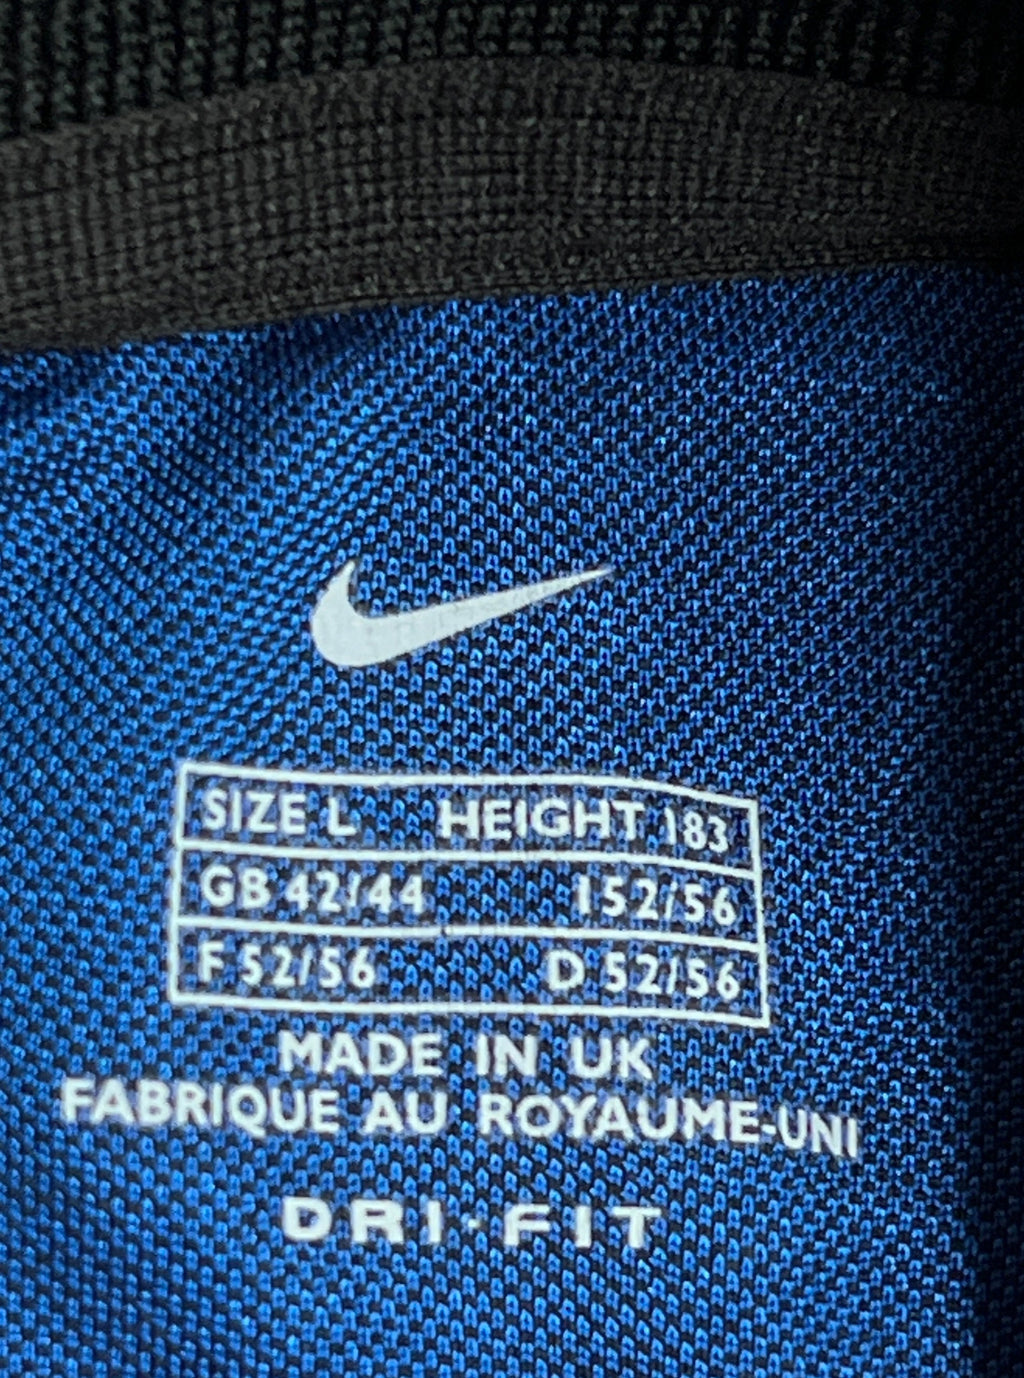 SIZE L HEIGHT 183
GB 42/44 I 52/56
F 52/56 D 52/56
MADE IN UK
FABRIQUE AU ROYAUME-UNI
DRI·FIT